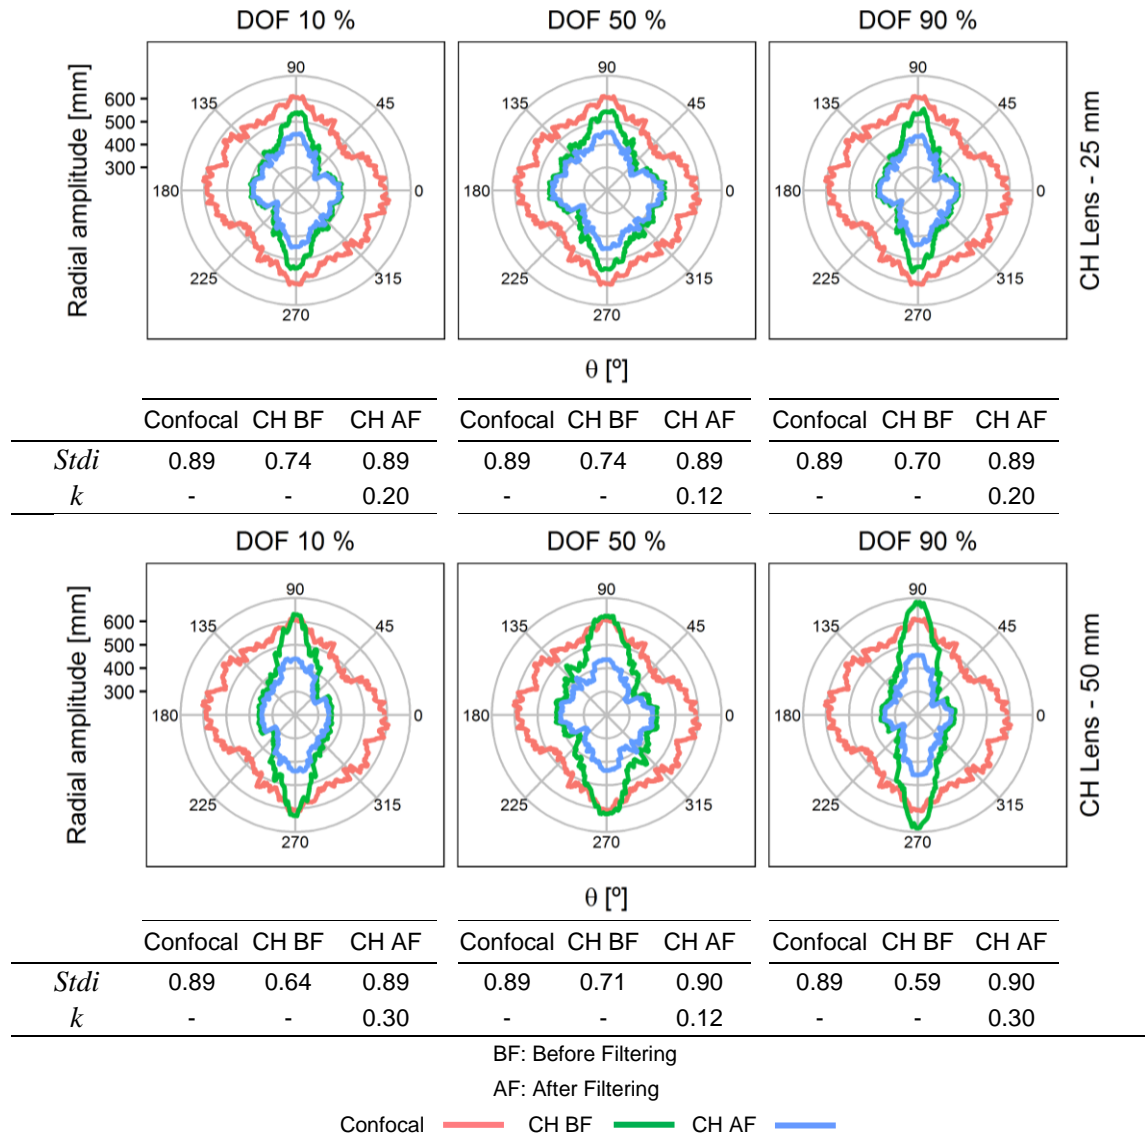 DOF 10 % DOF 50 % DOF 90 %
Radial amplitude [mm]
600
500
400
300
90
135 45
180 0
225 315
270
90
135 45
180 0
225 315
270
90
135 45
180 0
225 315
270
CH Lens - 25 mm
θ [º]
Confocal CH BF CH AF Confocal CH BF CH AF Confocal CH BF CH AF
Stdi 0.89 0.74 0.89 0.89 0.74 0.89 0.89 0.70 0.89
k - - 0.20 - - 0.12 - - 0.20
DOF 10 % DOF 50 % DOF 90 %
Radial amplitude [mm]
600
500
400
300
90
135 45
180 0
225 315
270
90
135 45
180 0
225 315
270
90
135 45
180 0
225 315
270
CH Lens - 50 mm
θ [º]
Confocal CH BF CH AF Confocal CH BF CH AF Confocal CH BF CH AF
Stdi 0.89 0.64 0.89 0.89 0.71 0.90 0.89 0.59 0.90
k - - 0.30 - - 0.12 - - 0.30
BF: Before Filtering
AF: After Filtering
Confocal CH BF CH AF